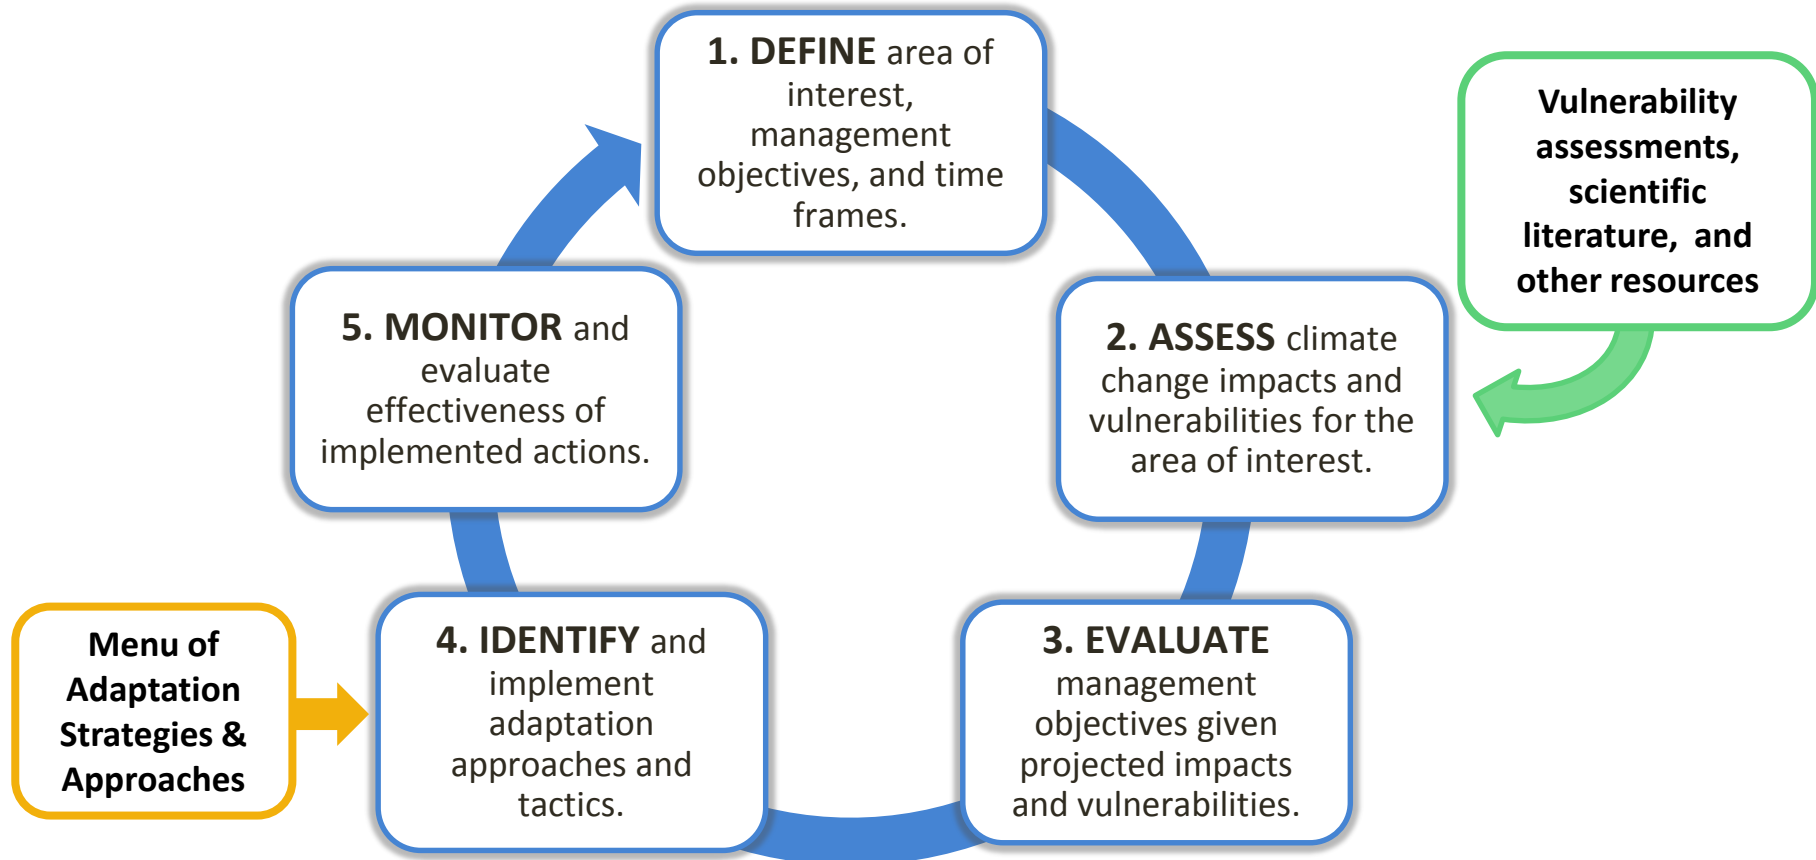 1. DEFINE area of
interest,
management
objectives, and time
frames.
Vulnerability
assessments,
scientific
literature, and
other resources
2. ASSESS climate
change impacts and
vulnerabilities for the
area of interest.
3. EVALUATE
management
objectives given
projected impacts
and vulnerabilities.
4. IDENTIFY and
implement
adaptation
approaches and
tactics.
Menu of
Adaptation
Strategies &
Approaches
5. MONITOR and
evaluate
effectiveness of
implemented actions.